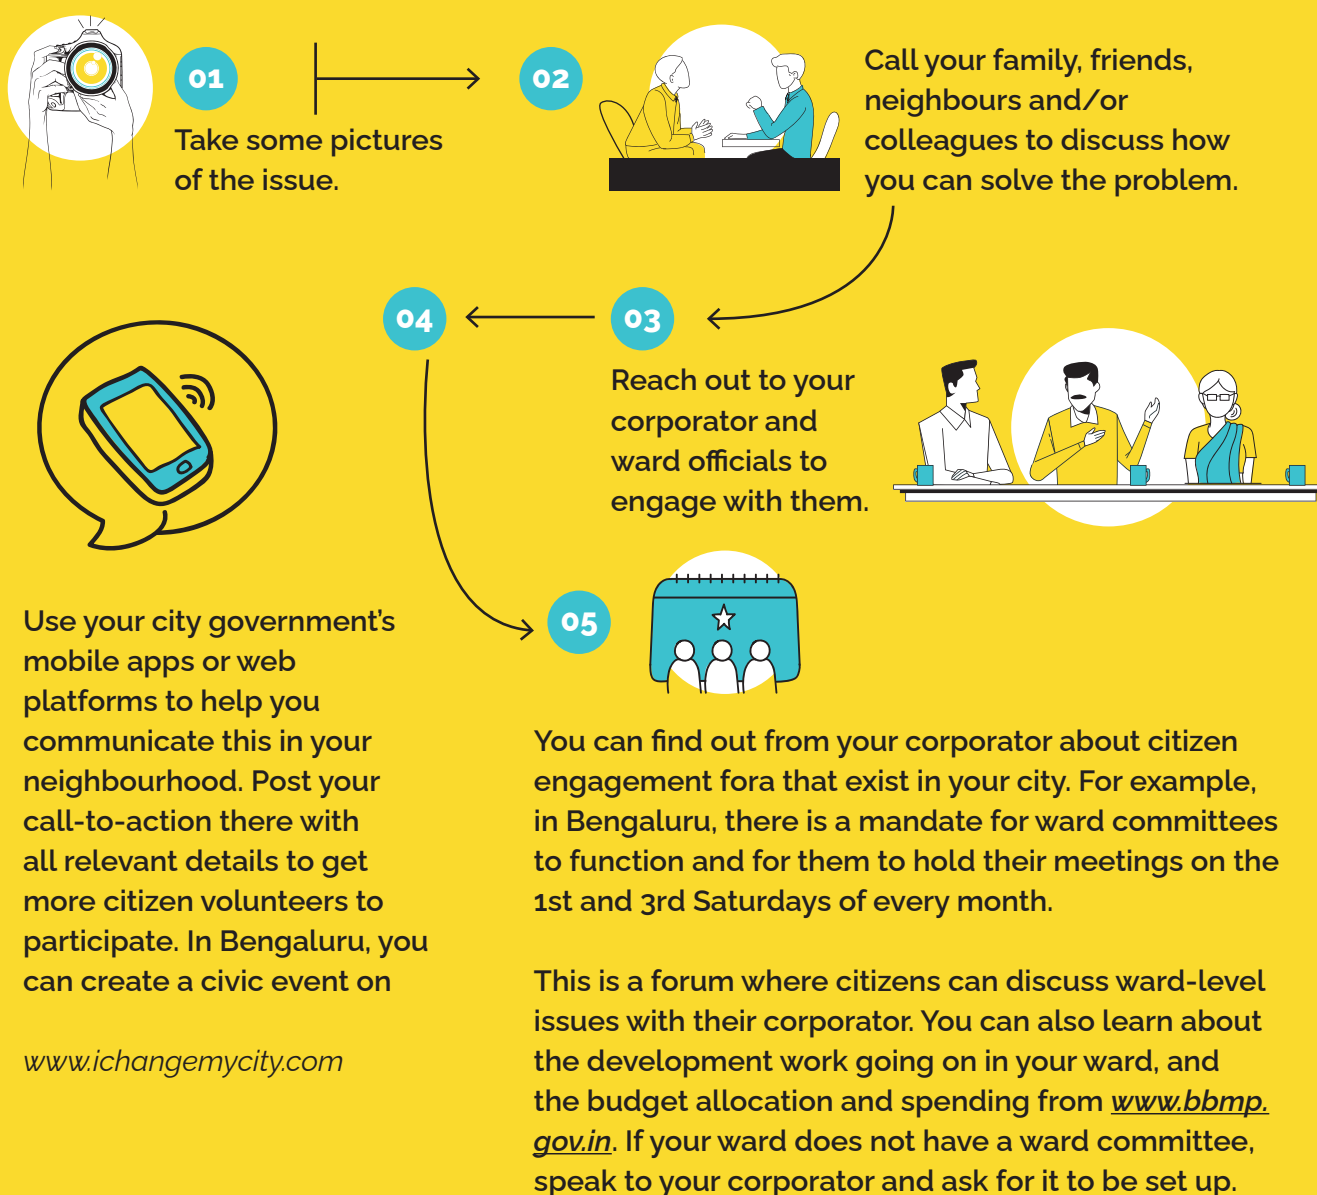 01
Take some pictures
of the issue.
02
Call your family, friends,
neighbours and/or
colleagues to discuss how
you can solve the problem.
03
Reach out to your
corporator and
ward officials to
engage with them.
04
Use your city government's
mobile apps or web
platforms to help you
communicate this in your
neighbourhood. Post your
call-to-action there with
all relevant details to get
more citizen volunteers to
participate. In Bengaluru, you
can create a civic event on
www.ichangemycity.com
05
You can find out from your corporator about citizen
engagement fora that exist in your city. For example,
in Bengaluru, there is a mandate for ward committees
to function and for them to hold their meetings on the
1st and 3rd Saturdays of every month.
This is a forum where citizens can discuss ward-level
issues with their corporator. You can also learn about
the development work going on in your ward, and
the budget allocation and spending from www.bbmp.
gov.in. If your ward does not have a ward committee,
speak to your corporator and ask for it to be set up.